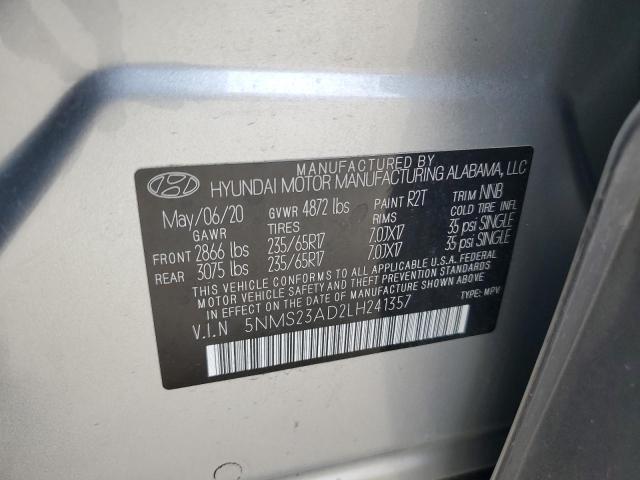 MANUFACTURED BY
HYUNDAI MOTOR MANUFACTURING ALABAMA, LLC
May/06/20 GVWR 4872 lbs PAINT R2T TRIM NNB
GAWR TIRES RIMS COLD TIRE INFL
FRONT 2866 lbs 235/65R17 7.0JX17 35 psi SINGLE
REAR 3075 lbs 235/65R17 7.0JX17 35 psi SINGLE
THIS VEHICLE CONFORMS TO ALL APPLICABLE U.S.A. FEDERAL
MOTOR VEHICLE SAFETY AND THEFT PREVENTION STANDARDS
IN EFFECT ON THE DATE OF MANUFACTURE SHOWN ABOVE.
V.I.N 5NMS23AD2LH241357 TYPE: MPV